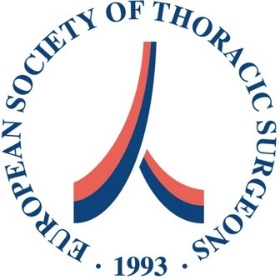 EUROPEAN SOCIETY OF THORACIC SURGEONS
· 1993 ·